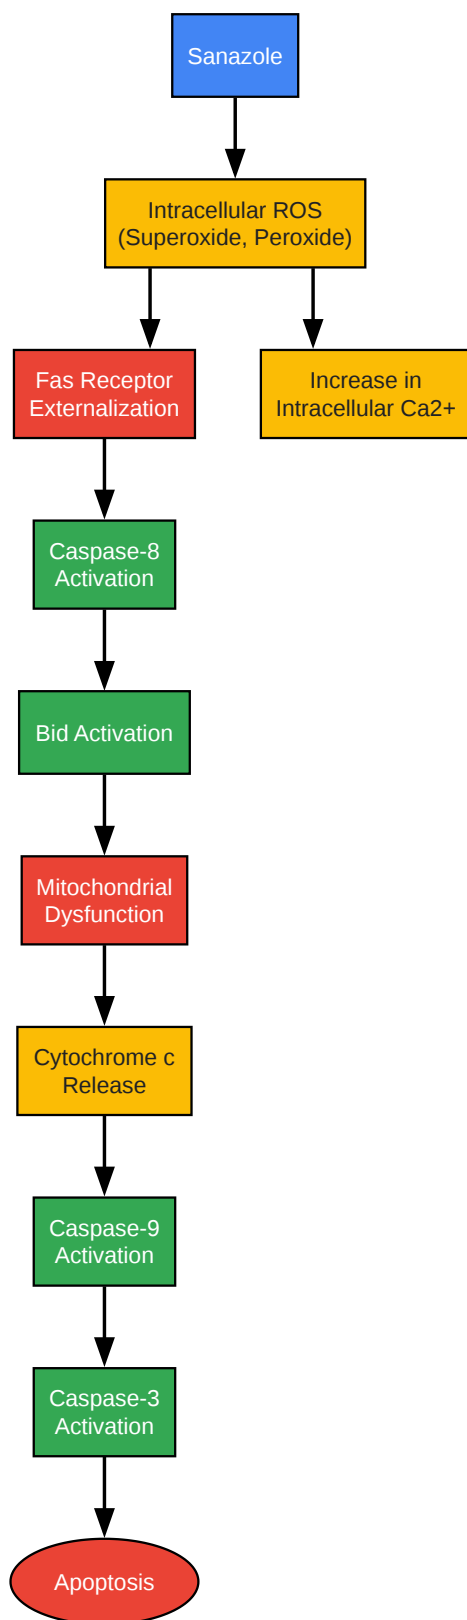 Sanazole
Intracellular ROS
(Superoxide, Peroxide)
Fas Receptor
Externalization
Increase in
Intracellular Ca2+
Caspase-8
Activation
Bid Activation
Mitochondrial
Dysfunction
Cytochrome c
Release
Caspase-9
Activation
Caspase-3
Activation
Apoptosis